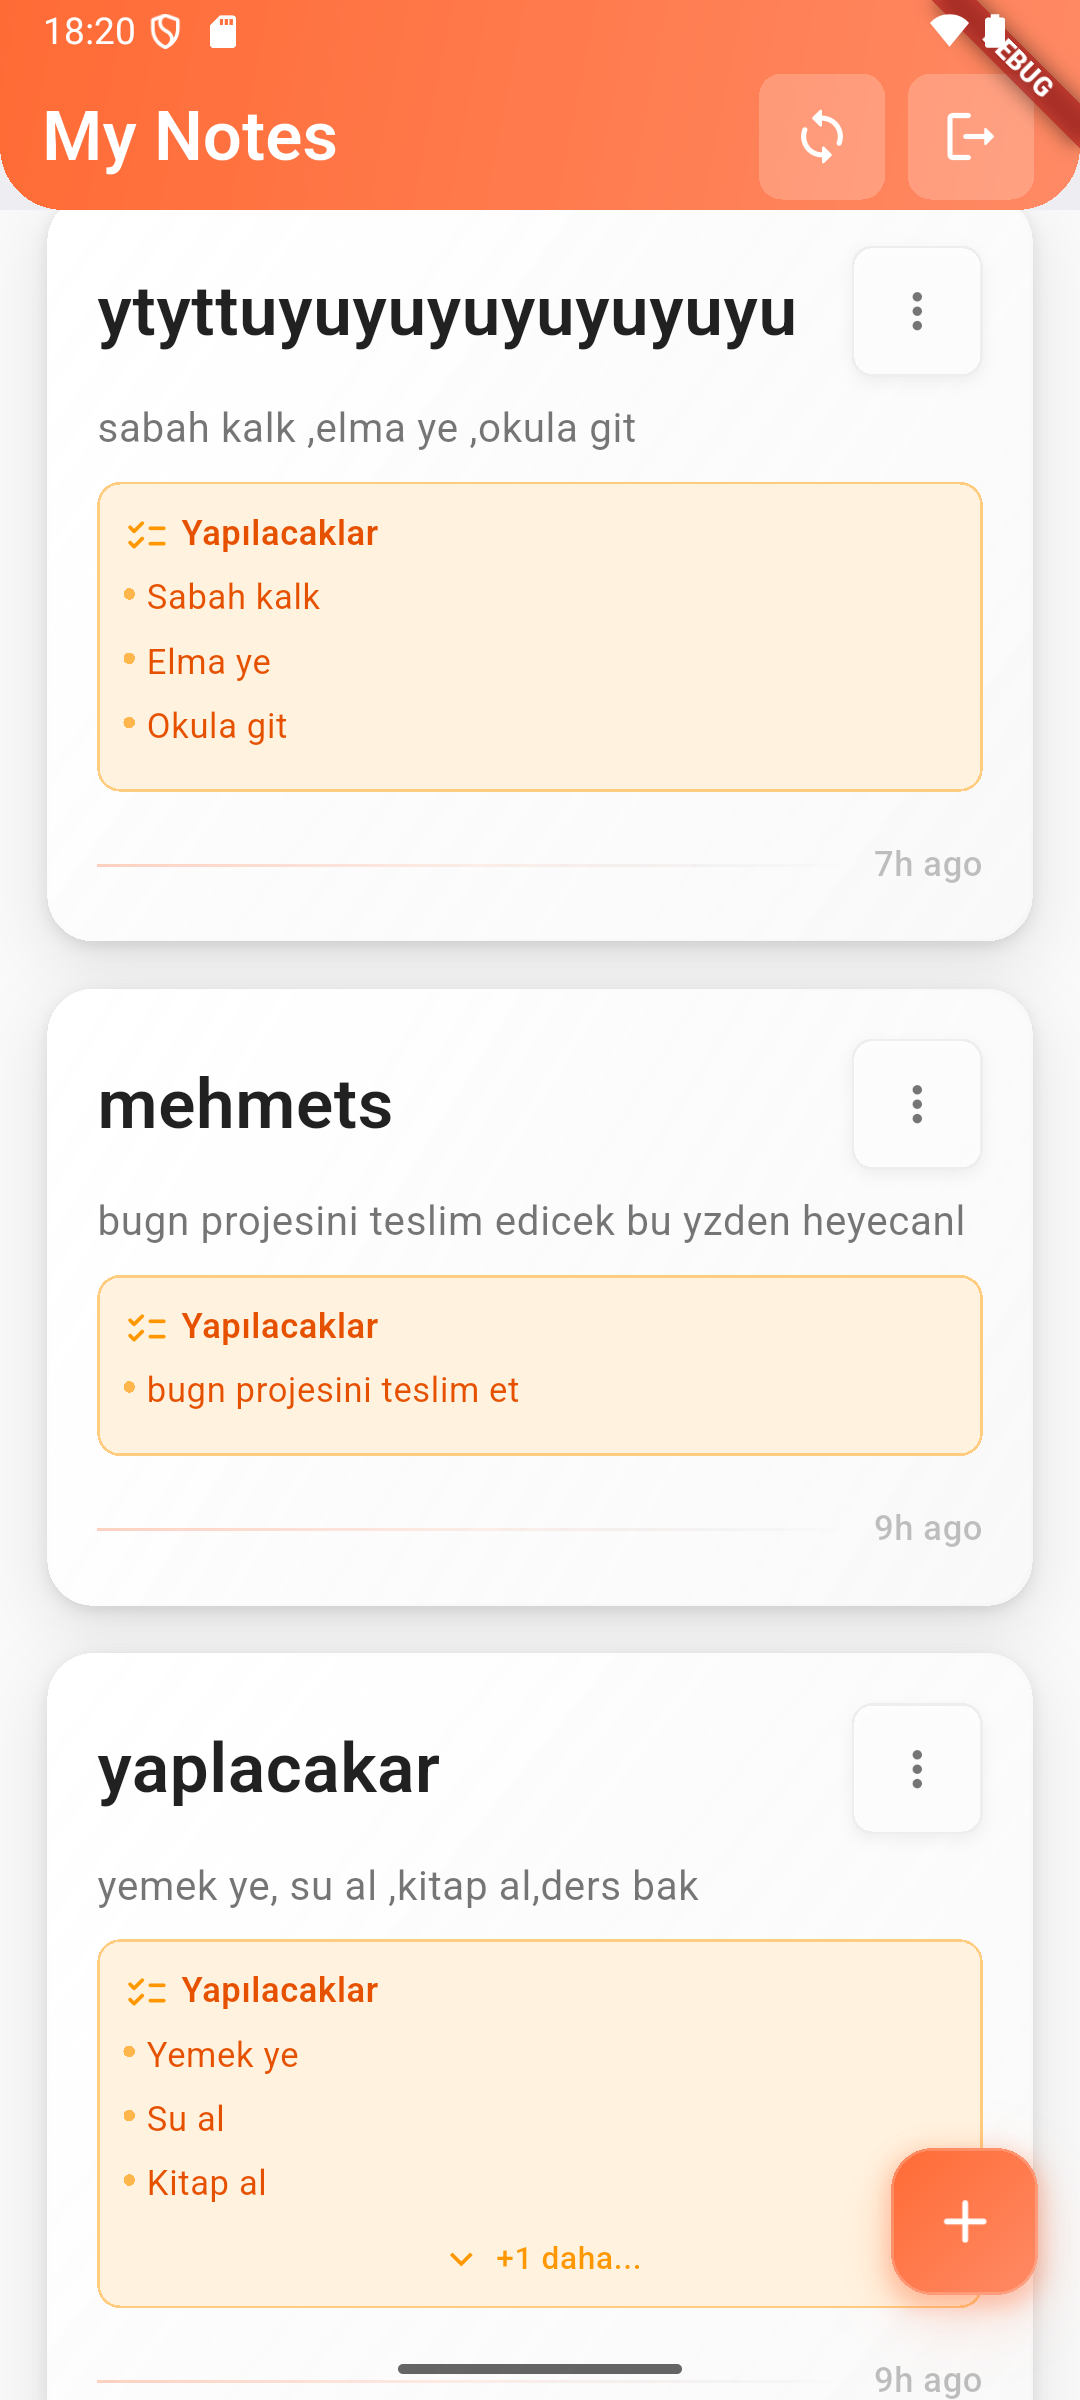 18:20
EBUG
My Notes
ytyttuyuyuyuyuyuyuyuyu
sabah kalk ,elma ye ,okula git
Yapılacaklar
Sabah kalk
Elma ye
Okula git
7h ago
mehmets
bugn projesini teslim edicek bu yzden heyecanl
Yapılacaklar
bugn projesini teslim et
9h ago
yaplacakar
yemek ye, su al ,kitap al,ders bak
Yapılacaklar
Yemek ye
Su al
Kitap al
+1 daha...
9h ago